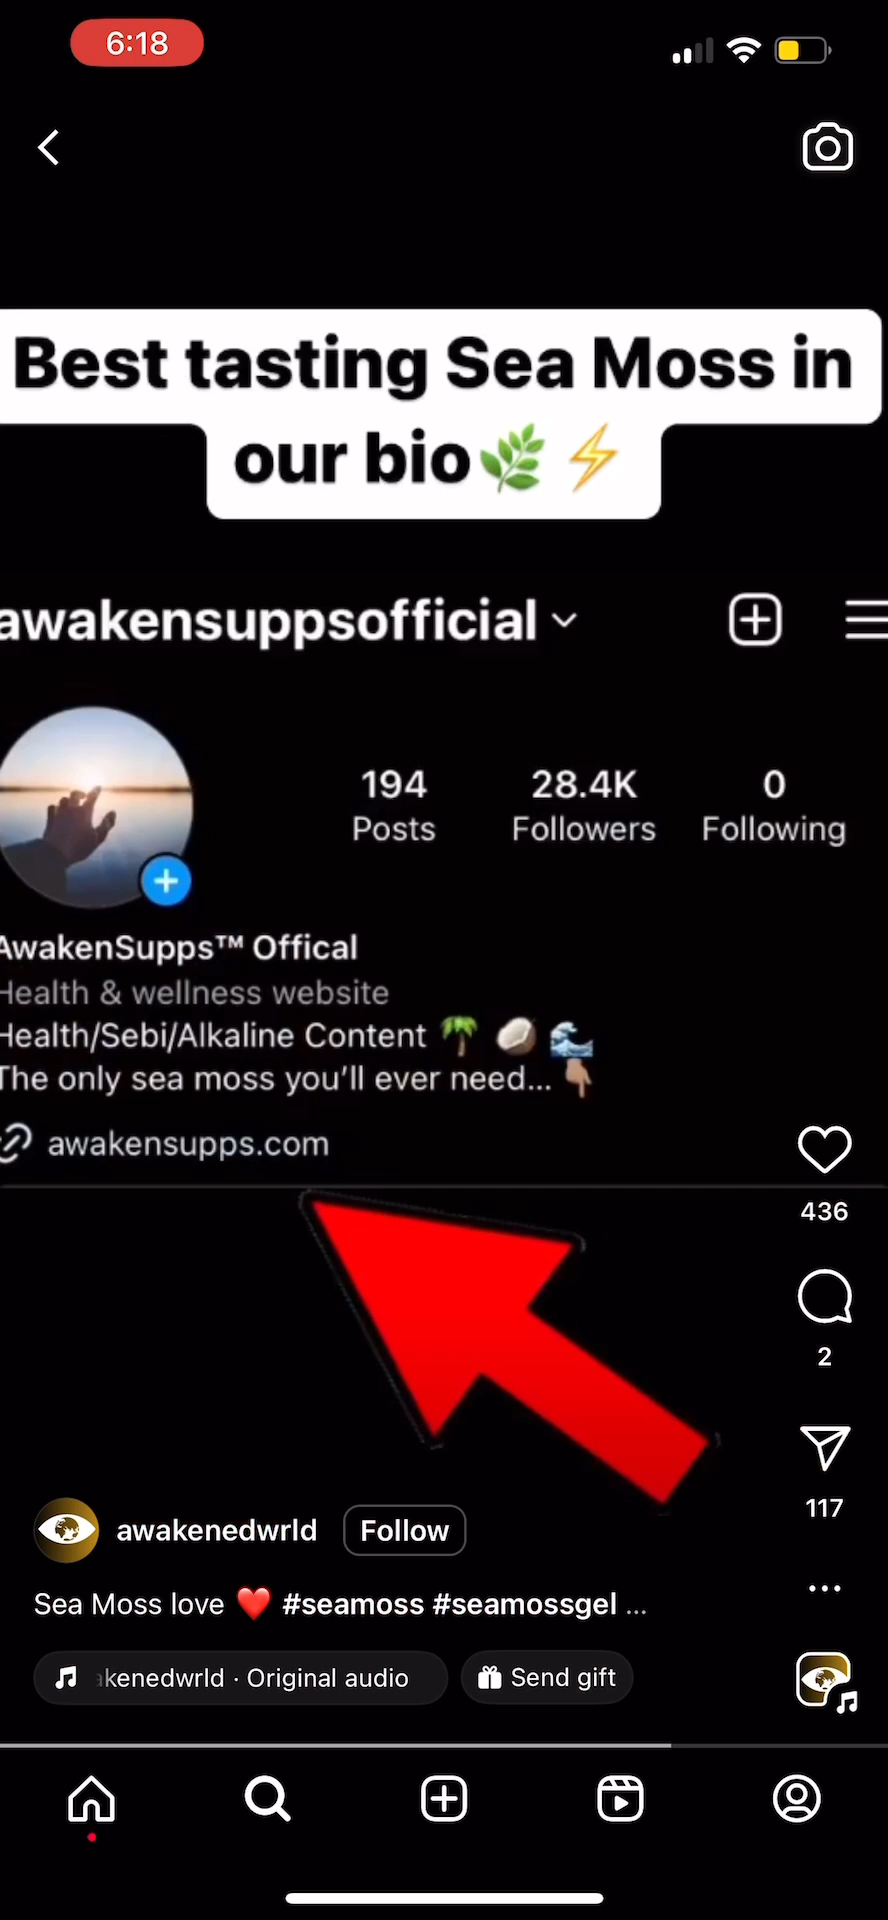 6:18
Best tasting Sea Moss in
our bio🌿⚡
awakensuppsofficial
194 28.4K 0
Posts Followers Following
AwakenSupps™ Offical
Health & wellness website
Health/Sebi/Alkaline Content 🌴 🥥 🌊
The only sea moss you'll ever need... 👇🏽
awakensupps.com
436
2
117
awakenedwrld Follow
Sea Moss love ❤️ #seamoss #seamossgel ...
akenedwrld · Original audio Send gift